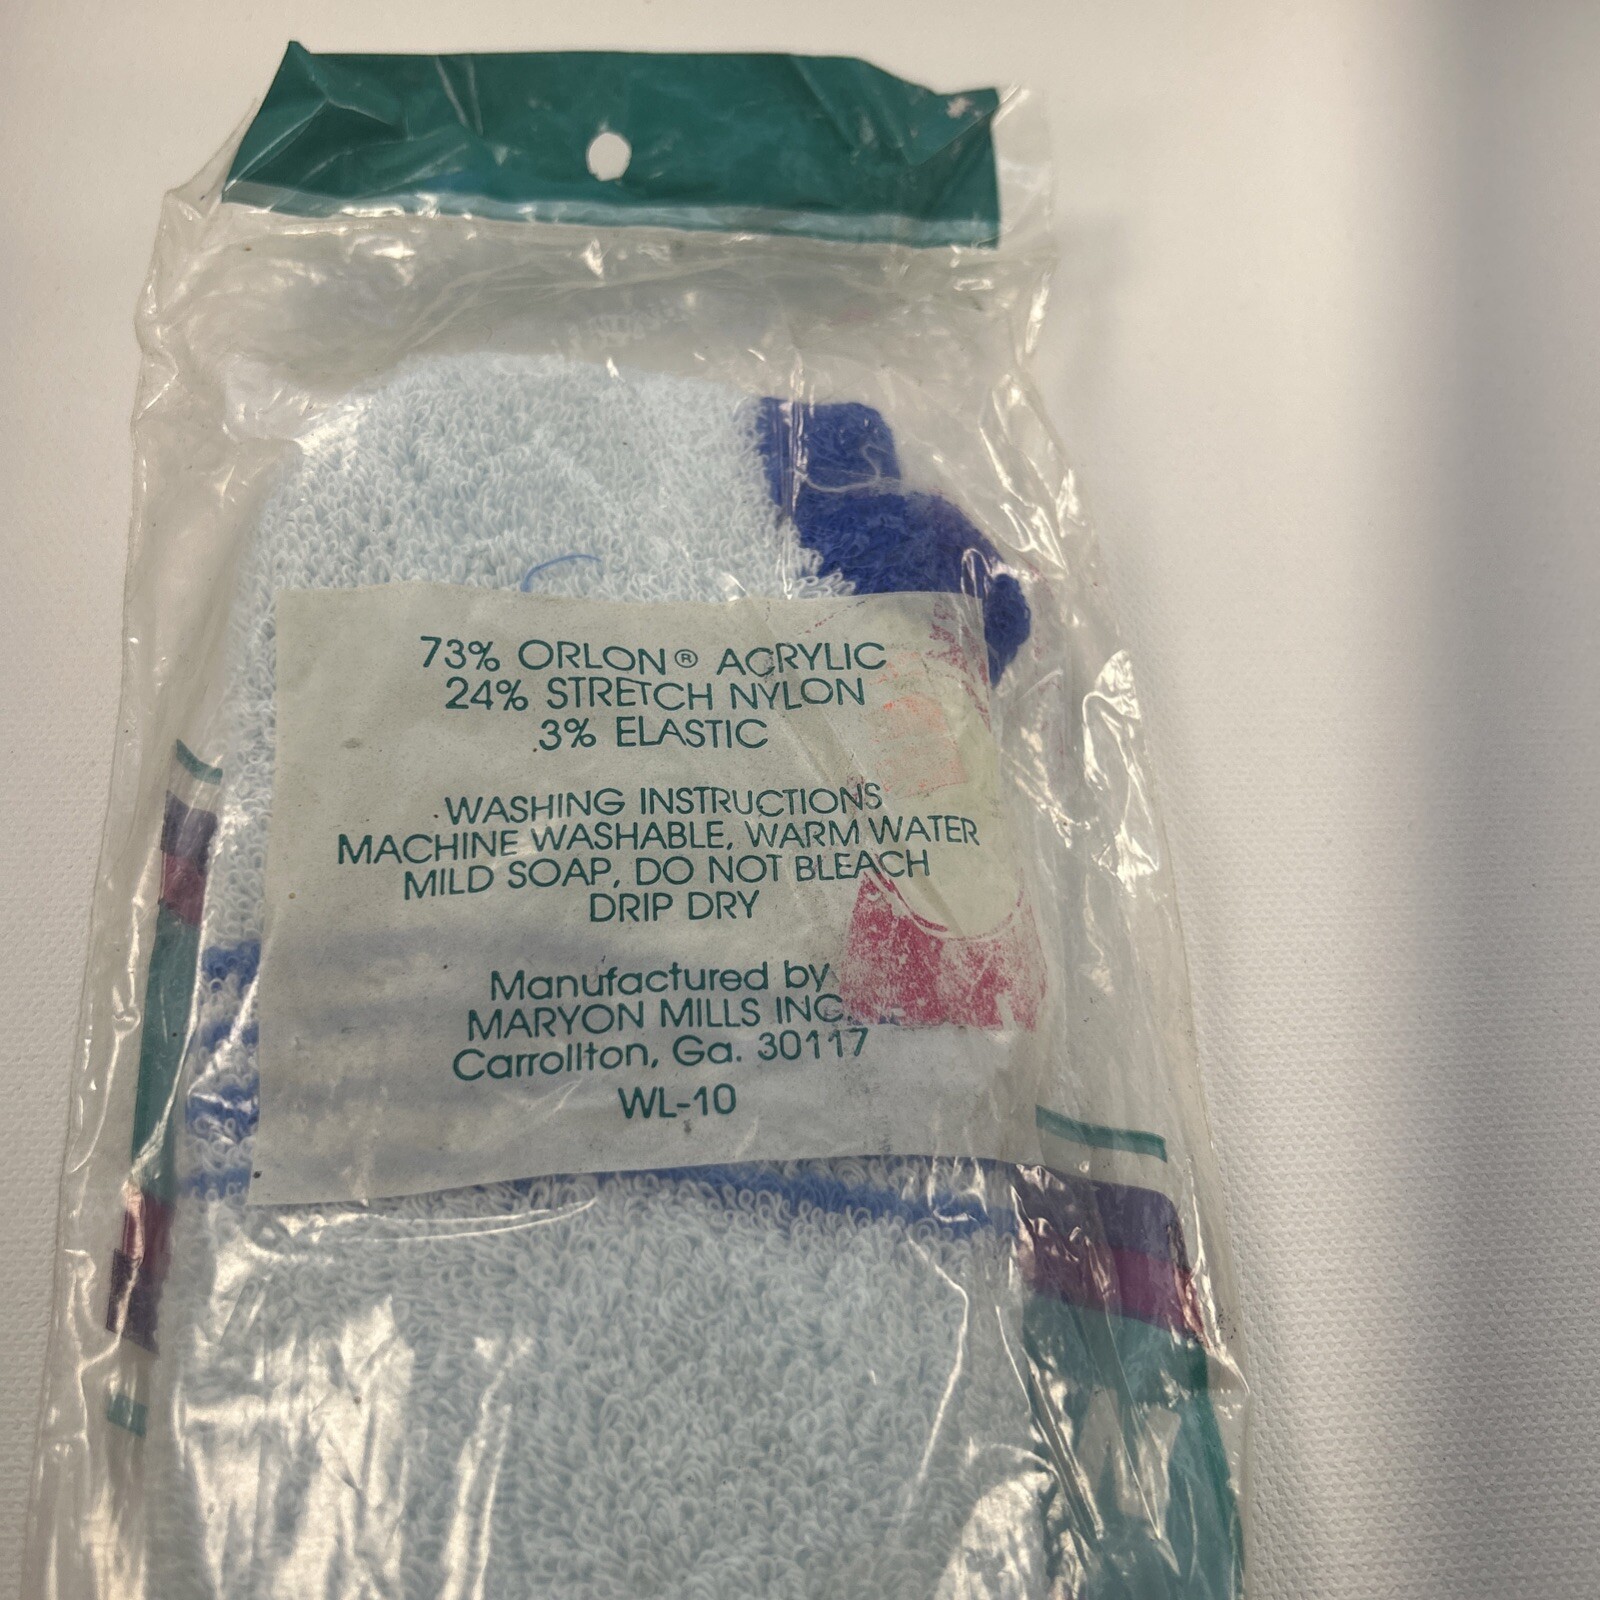 73% ORLON® ACRYLIC
24% STRETCH NYLON
3% ELASTIC
WASHING INSTRUCTIONS
MACHINE WASHABLE, WARM WATER
MILD SOAP, DO NOT BLEACH
DRIP DRY
Manufactured by
MARYON MILLS INC.
Carrollton, Ga. 30117
WL-10